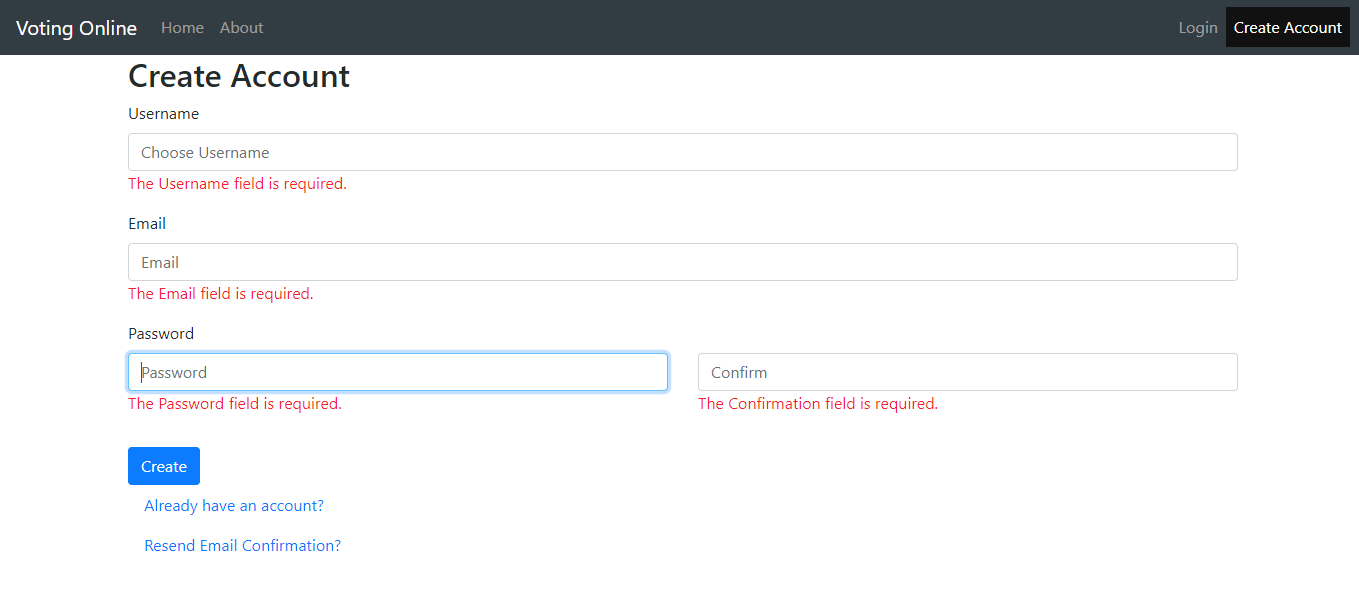 Voting Online Home About Login Create Account
Create Account
Username
Choose Username
The Username field is required.
Email
Email
The Email field is required.
Password
Password Confirm
The Password field is required. The Confirmation field is required.
Create
Already have an account?
Resend Email Confirmation?